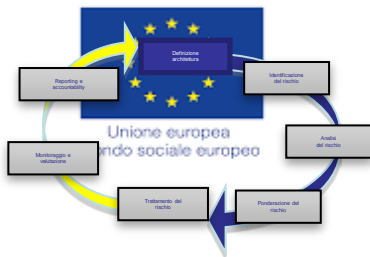 Definizione
architettura
Identificazione
del rischio
Analisi
del rischio
Ponderazione del
rischio
Trattamento del
rischio
Monitoraggio e
valutazione
Reporting e
accountability
Unione europea
ondo sociale europeo